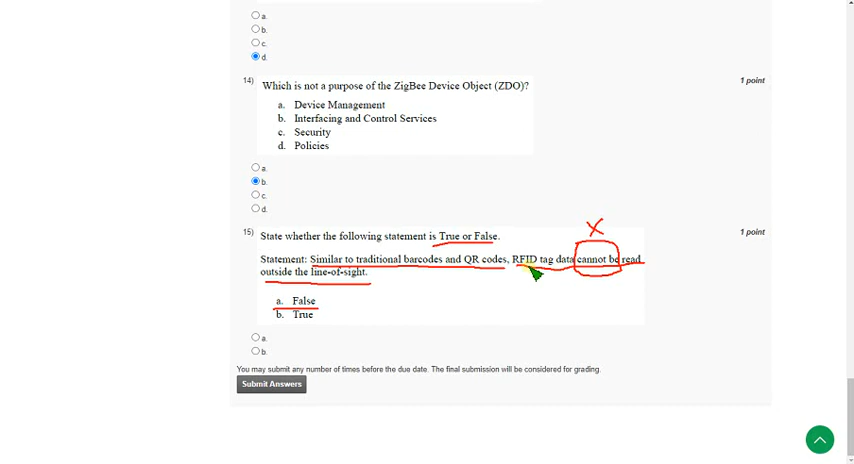 a.
b.
c.
d.
14)
1 point
Which is not a purpose of the ZigBee Device Object (ZDO)?
a. Device Management
b. Interfacing and Control Services
c. Security
d. Policies
a.
b.
c.
d.
15)
1 point
State whether the following statement is True or False.
Statement: Similar to traditional barcodes and QR codes, RFID tag data cannot be read
outside the line-of-sight.
a. False
b. True
a.
b.
You may submit any number of times before the due date. The final submission will be considered for grading.
Submit Answers